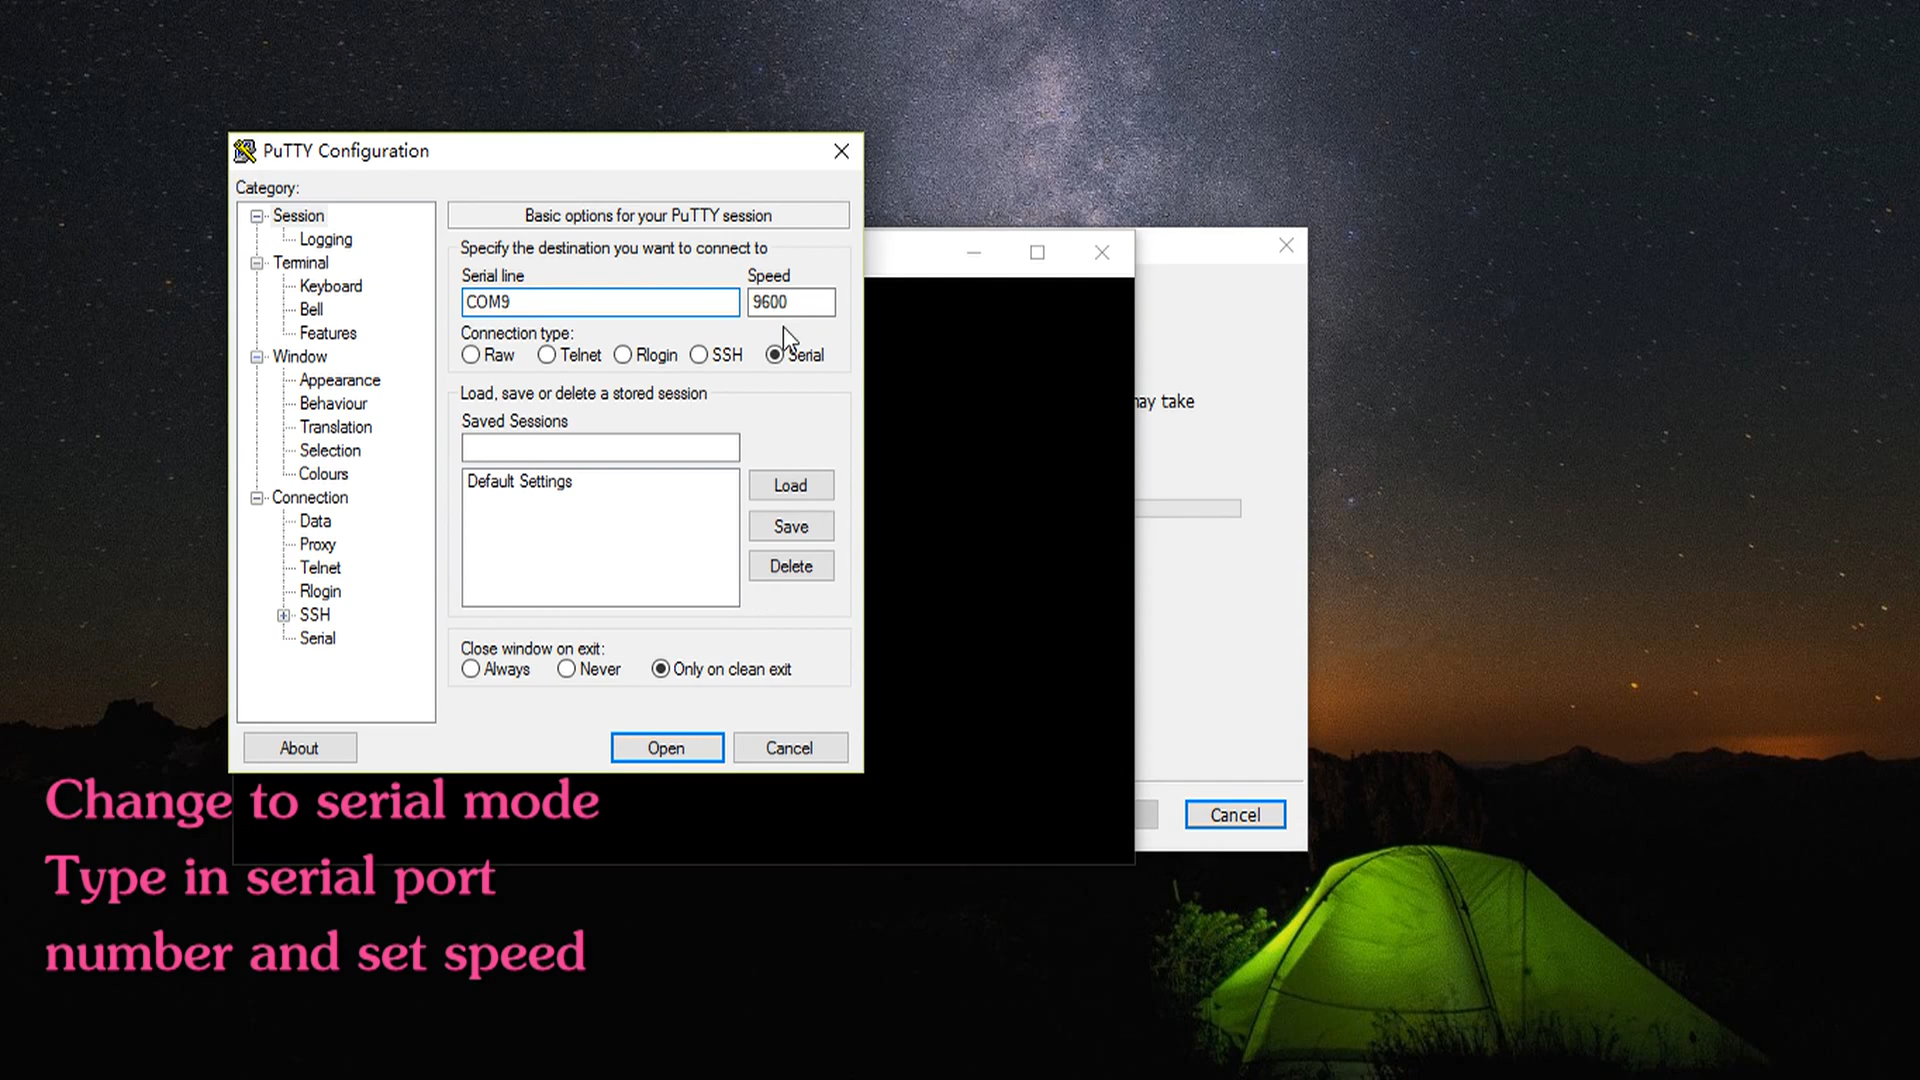 PuTTY Configuration
Category:
Session
Logging
Terminal
Keyboard
Bell
Features
Window
Appearance
Behaviour
Translation
Selection
Colours
Connection
Data
Proxy
Telnet
Rlogin
SSH
Serial
Basic options for your PuTTY session
Specify the destination you want to connect to
Serial line
Speed
COM9
9600
Connection type:
Raw
Telnet
Rlogin
SSH
Serial
Load, save or delete a stored session
Saved Sessions
Default Settings
Load
Save
Delete
Close window on exit:
Always
Never
Only on clean exit
About
Open
Cancel
may take
Cancel
Change to serial mode
Type in serial port
number and set speed